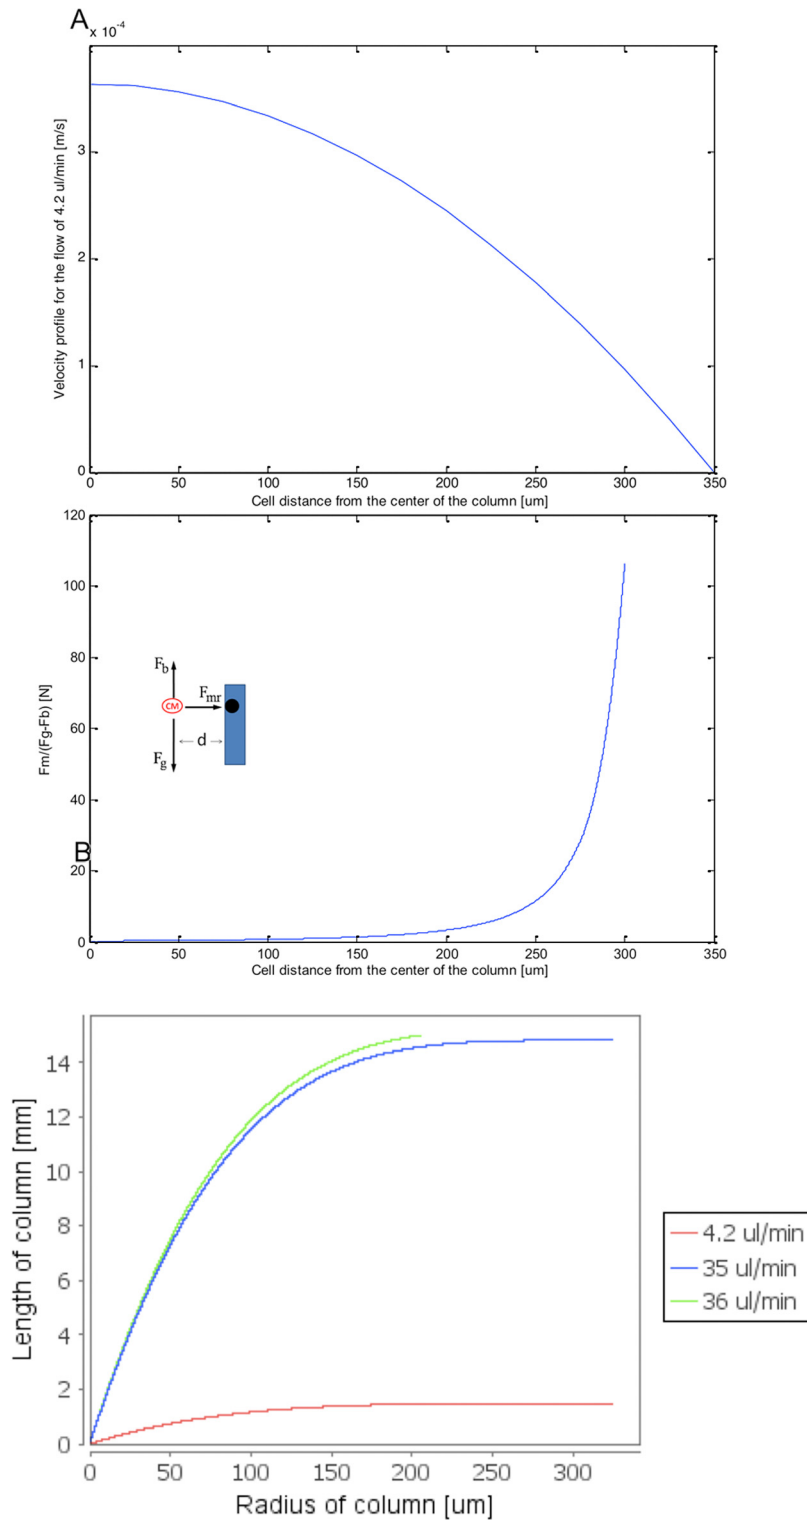 A
x 10⁻⁴
Velocity profile for the flow of 4.2 ul/min [m/s]
3
2
1
0
0 50 100 150 200 250 300 350
Cell distance from the center of the column [um]
120
100
80
60
40
20
0
Fm/(Fg-Fb) [N]
F_b
CM
F_mr
d
F_g
B
0 50 100 150 200 250 300 350
Cell distance from the center of the column [um]
Length of column [mm]
14
12
10
8
6
4
2
0
0 50 100 150 200 250 300
Radius of column [um]
4.2 ul/min
35 ul/min
36 ul/min